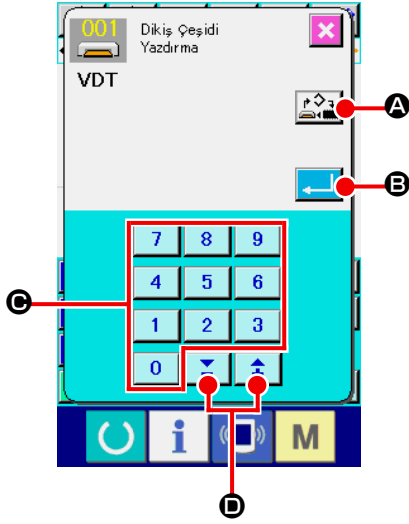 001
Dikiş Çeşidi
Yazdırma
VDT
A
B
7 8 9
4 5 6
C
1 2 3
0
i
M
D